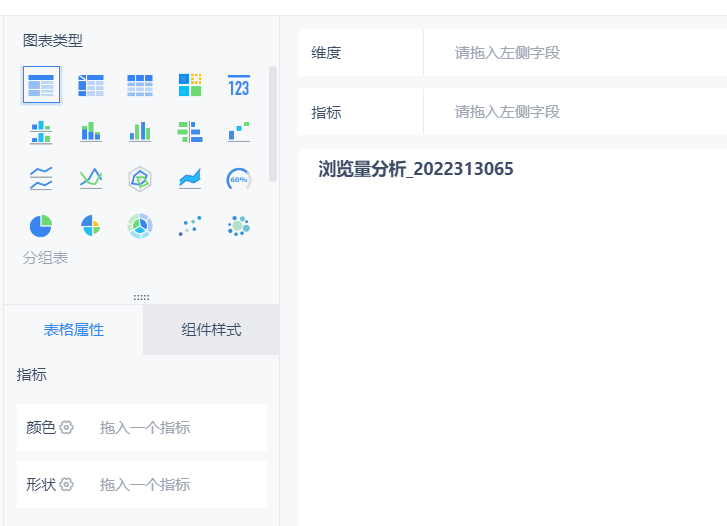 图表类型
123
60%
分组表
表格属性
组件样式
指标
颜色 拖入一个指标
形状 拖入一个指标
维度 请拖入左侧字段
指标 请拖入左侧字段
浏览量分析_2022313065